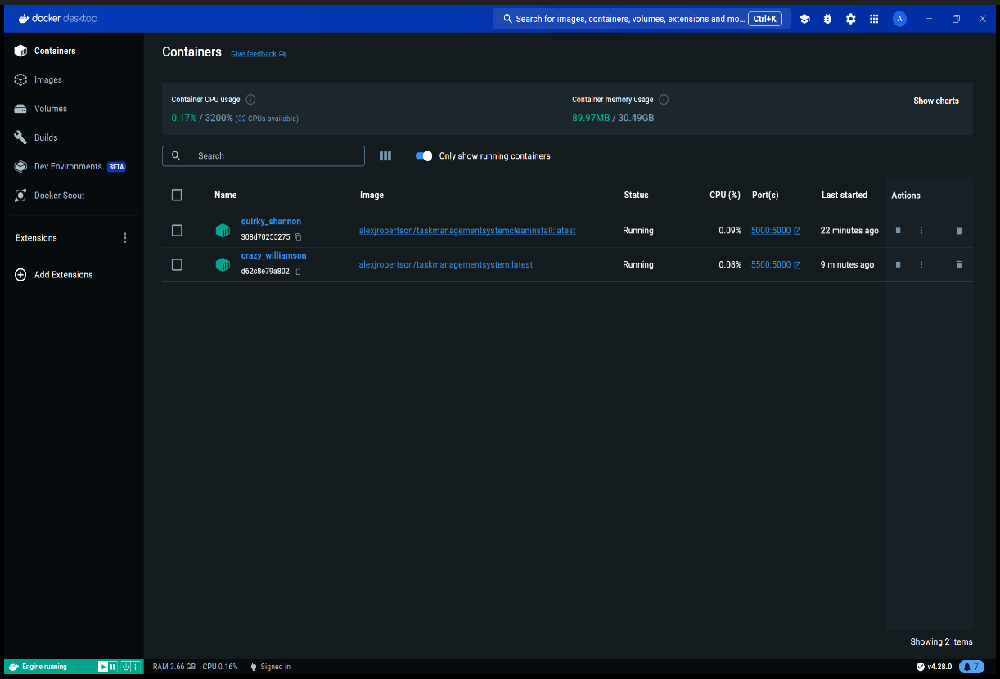 docker desktop
Search for images, containers, volumes, extensions and mo... Ctrl+K
A
Containers
Images
Volumes
Builds
Dev Environments BETA
Docker Scout
Extensions
Add Extensions
Containers Give feedback
Container CPU usage
0.17% / 3200% (32 CPUs available)
Container memory usage
89.97MB / 30.49GB
Show charts
Search
Only show running containers
Name Image Status CPU (%) Port(s) Last started Actions
quirky_shannon
308d70255275
alexjrobertson/taskmanagementsystemcleaninstall:latest Running 0.09% 5000:5000 22 minutes ago
crazy_williamson
d62c8e79a802
alexjrobertson/taskmanagementsystem:latest Running 0.08% 5500:5000 9 minutes ago
Showing 2 items
Engine running RAM 3.66 GB CPU 0.16% Signed in v4.28.0 7